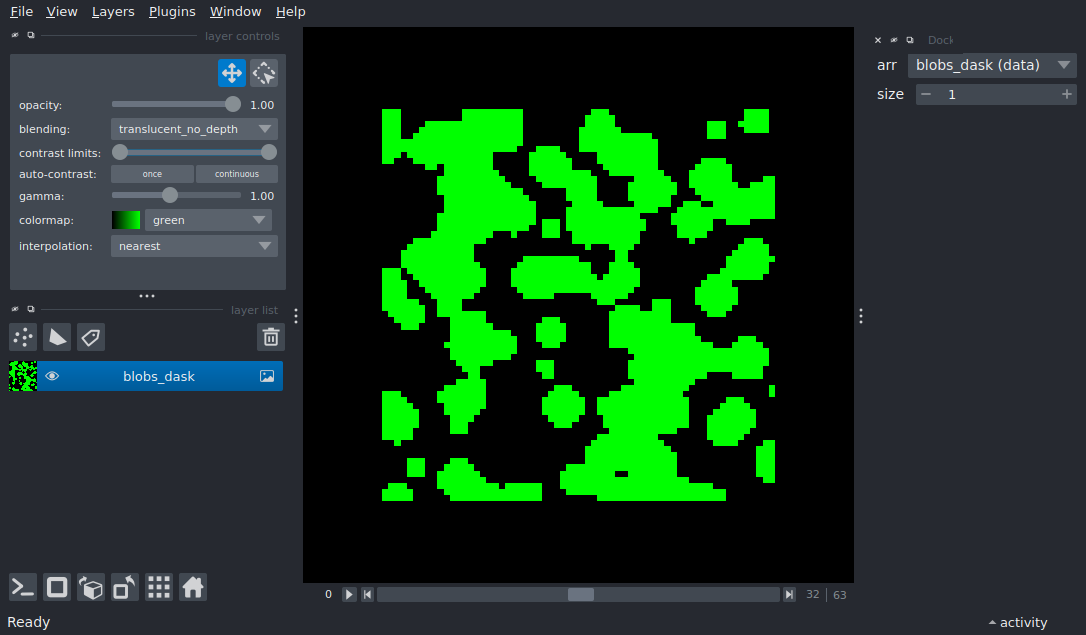 File View Layers Plugins Window Help
layer controls
opacity: 1.00
blending: translucent_no_depth
contrast limits:
auto-contrast: once continuous
gamma: 1.00
colormap: green
interpolation: nearest
layer list
blobs_dask
0 32 63
Ready
Dock
arr blobs_dask (data)
size 1
activity